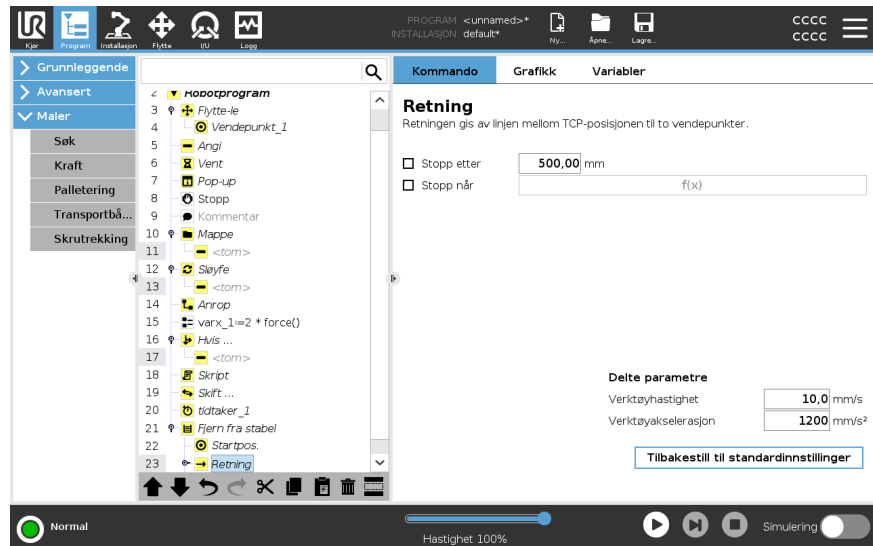 PROGRAM <unnamed>*
INSTALLASJON default*
Kjør
Program
Installasjon
Flytte
I/U
Logg
Ny...
Åpne...
Lagre...
cccc
cccc
Grunnleggende
Avansert
Maler
Søk
Kraft
Palletering
Transportbå...
Skrutrekking
2 Robotprogram
3 Flytte-le
4 Vendepunkt_1
5 Angi
6 Vent
7 Pop-up
8 Stopp
9 Kommentar
10 Mappe
11 <tom>
12 Sløyfe
13 <tom>
14 Anrop
15 varx_1:=2 * force()
16 Hvis ...
17 <tom>
18 Skript
19 Skift ...
20 tidtaker_1
21 Fjern fra stabel
22 Startpos.
23 Retning
Kommando
Grafikk
Variabler
Retning
Retningen gis av linjen mellom TCP-posisjonen til to vendepunkter.
Stopp etter 500,00 mm
Stopp når f(x)
Delte parametre
Verktøyhastighet 10,0 mm/s
Verktøyakselerasjon 1200 mm/s²
Tilbakestill til standardinnstillinger
Normal
Hastighet 100%
Simulering